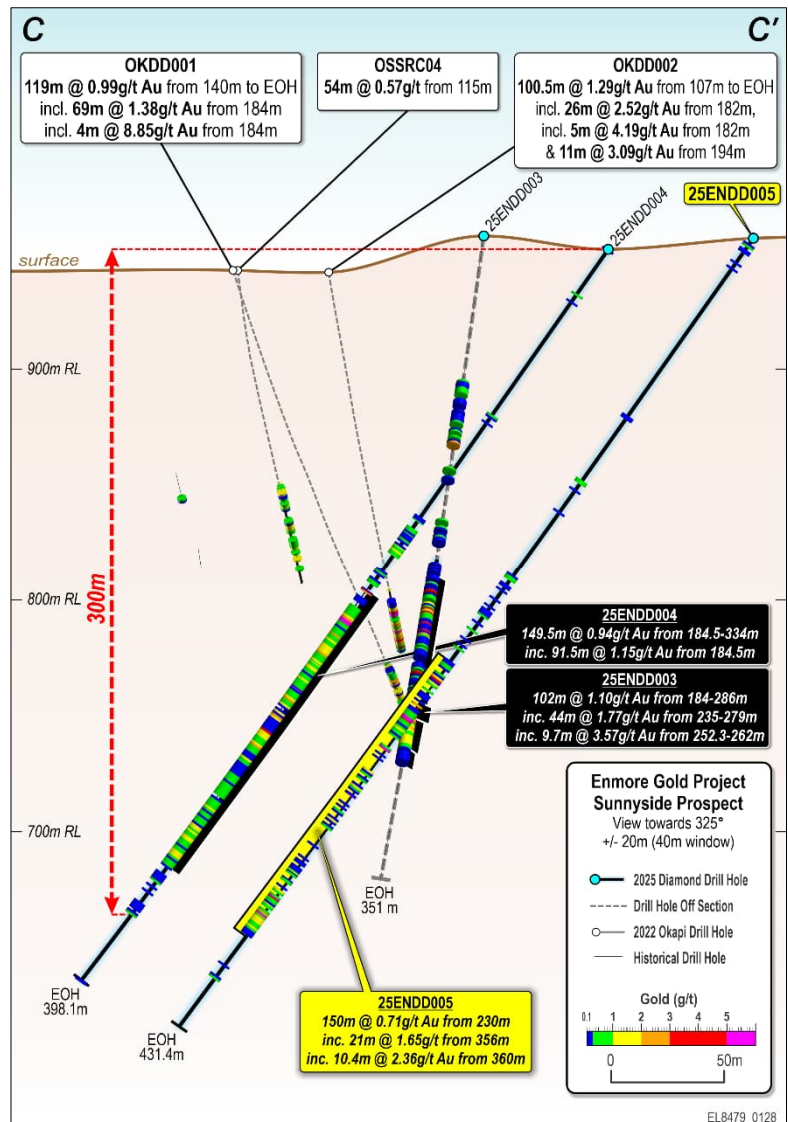 C
C'
OKDD001
119m @ 0.99g/t Au from 140m to EOH
incl. 69m @ 1.38g/t Au from 184m
incl. 4m @ 8.85g/t Au from 184m
OSSRC04
54m @ 0.57g/t from 115m
OKDD002
100.5m @ 1.29g/t Au from 107m to EOH
incl. 26m @ 2.52g/t Au from 182m,
incl. 5m @ 4.19g/t Au from 182m
& 11m @ 3.09g/t Au from 194m
25ENDD003
25ENDD004
25ENDD005
surface
900m RL
800m RL
700m RL
300m
25ENDD004
149.5m @ 0.94g/t Au from 184.5-334m
inc. 91.5m @ 1.15g/t Au from 184.5m
25ENDD003
102m @ 1.10g/t Au from 184-286m
inc. 44m @ 1.77g/t Au from 235-279m
inc. 9.7m @ 3.57g/t Au from 252.3-262m
EOH
351 m
EOH
398.1m
EOH
431.4m
25ENDD005
150m @ 0.71g/t Au from 230m
inc. 21m @ 1.65g/t Au from 356m
inc. 10.4m @ 2.36g/t Au from 360m
Enmore Gold Project
Sunnyside Prospect
View towards 325°
+/- 20m (40m window)
2025 Diamond Drill Hole
Drill Hole Off Section
2022 Okapi Drill Hole
Historical Drill Hole
Gold (g/t)
0.1 1 2 3 4 5
0 50m
EL8479_0128